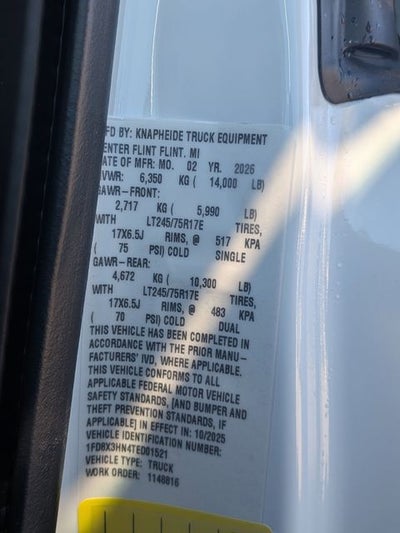 MFD BY: KNAPHEIDE TRUCK EQUIPMENT
CENTER FLINT FLINT. MI
DATE OF MFR: MO. 02 YR. 2026
GVWR: 6,350 KG ( 14,000 LB)
GAWR-FRONT:
2,717 KG ( 5,990 LB)
WITH LT245/75R17E TIRES,
17X6.5J RIMS, @ 517 KPA
( 75 PSI) COLD SINGLE
GAWR-REAR:
4,672 KG ( 10,300 LB)
WITH LT245/75R17E TIRES,
17X6.5J RIMS, @ 483 KPA
( 70 PSI) COLD DUAL
THIS VEHICLE HAS BEEN COMPLETED IN
ACCORDANCE WITH THE PRIOR MANU-
FACTURERS' IVD, WHERE APPLICABLE.
THIS VEHICLE CONFORMS TO ALL
APPLICABLE FEDERAL MOTOR VEHICLE
SAFETY STANDARDS, [AND BUMPER AND
THEFT PREVENTION STANDARDS, IF
APPLICABLE] IN EFFECT IN: 10/2025
VEHICLE IDENTIFICATION NUMBER:
1FD8X3HN4TED01521
VEHICLE TYPE: TRUCK
WORK ORDER: 1148816